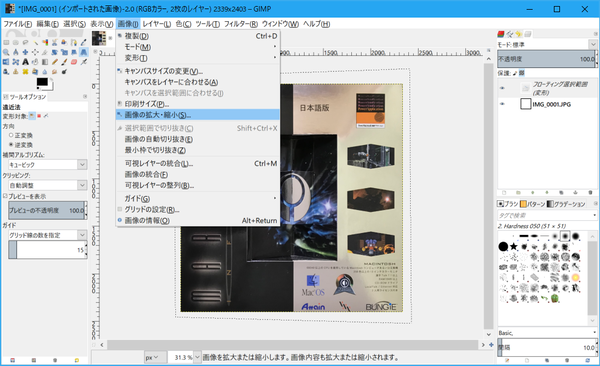 *[IMG_0001] (インポートされた画像)-2.0 (RGBカラー, 2枚のレイヤー) 2339x2403 – GIMP
ファイル(F) 編集(E) 選択(S) 表示(V) 画像(I) レイヤー(L) 色(C) ツール(T) フィルター(R) ウィンドウ(W) ヘルプ(H)
複製(D) Ctrl+D
モード(M)
変形(T)
キャンバスサイズの変更(V)...
キャンバスをレイヤーに合わせる(A)
キャンバスを選択範囲に合わせる(I)
印刷サイズ(P)...
画像の拡大・縮小(S)...
選択範囲で切り抜き(C) Shift+Ctrl+X
画像の自動切り抜き(E)
最小枠で切り抜き(Z)
可視レイヤーの統合(L)... Ctrl+M
画像の統合(F)
可視レイヤーの整列(B)...
ガイド(G)
グリッドの設定(R)...
画像の情報(O) Alt+Return
ツールオプション
遠近法
変形対象:
方向
正変換
逆変換
補間アルゴリズム:
キュービック
クリッピング:
自動調整
プレビューを表示
プレビューの不透明度 100.0
ガイド
グリッド線の数を指定
15
日本語版
MACINTOSH
Mac OS
BUNGIE
px
31.3 %
画像を拡大または縮小します。画像内容も拡大または縮小されます。
モード: 標準
不透明度 100.0
保護:
フローティング選択範囲
(変形)
IMG_0001.JPG
ブラシ パターン グラデーション
タグで検索
2. Hardness 050 (51 × 51)
Basic,
間隔 10.0